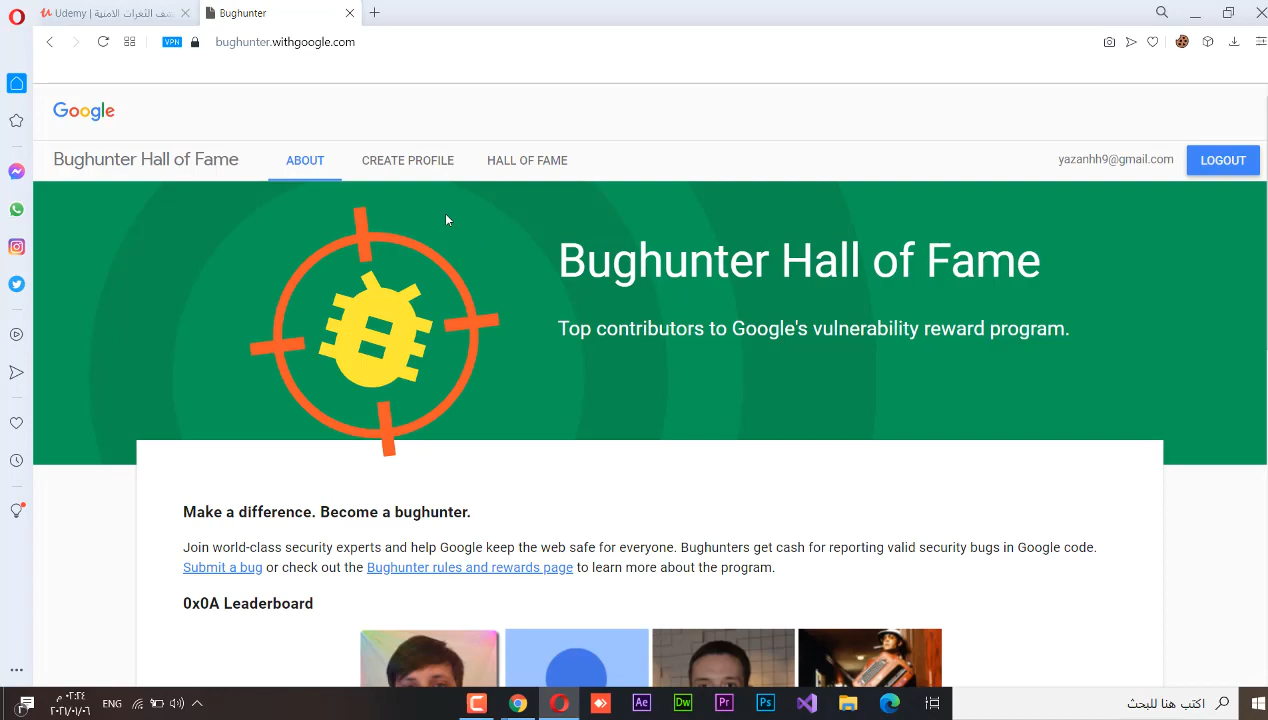 Udemy | كشف الثغرات الامنية
Bughunter
VPN
bughunter.withgoogle.com
Google
Bughunter Hall of Fame
ABOUT
CREATE PROFILE
HALL OF FAME
yazanhh9@gmail.com
LOGOUT
Bughunter Hall of Fame
Top contributors to Google's vulnerability reward program.
Make a difference. Become a bughunter.
Join world-class security experts and help Google keep the web safe for everyone. Bughunters get cash for reporting valid security bugs in Google code.
Submit a bug or check out the Bughunter rules and rewards page to learn more about the program.
0x0A Leaderboard
ENG
Ae
Dw
Pr
Ps
اكتب هنا للبحث